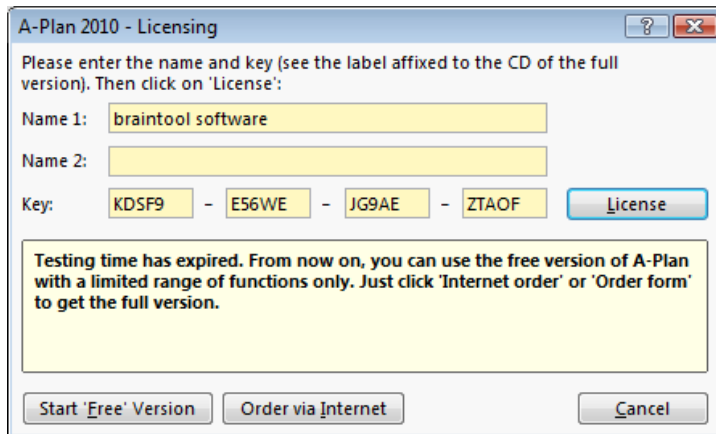 A-Plan 2010 - Licensing
Please enter the name and key (see the label affixed to the CD of the full
version). Then click on 'License':
Name 1: braintool software
Name 2:
Key: KDSF9 - E56WE - JG9AE - ZTAOF License
Testing time has expired. From now on, you can use the free version of A-Plan
with a limited range of functions only. Just click 'Internet order' or 'Order form'
to get the full version.
Start 'Free' Version Order via Internet Cancel